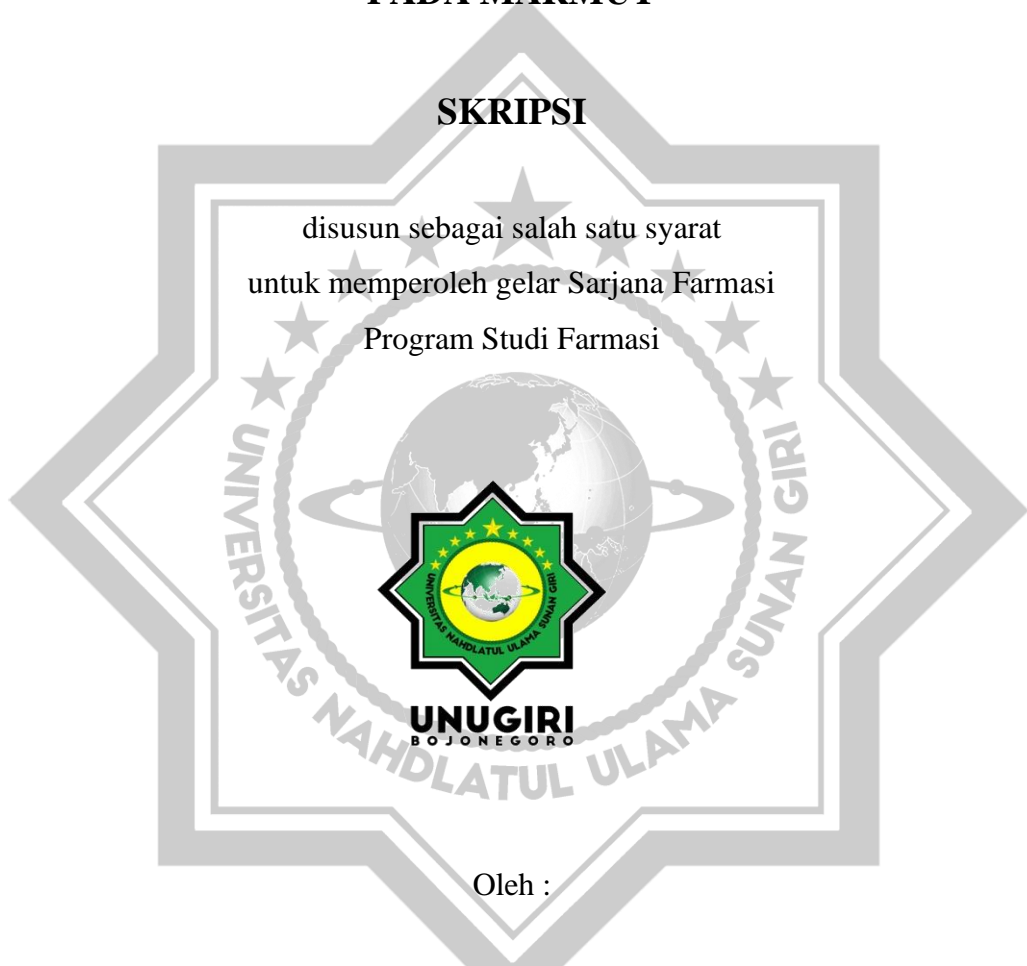 PADA MARMUT
SKRIPSI
disusun sebagai salah satu syarat
untuk memperoleh gelar Sarjana Farmasi
Program Studi Farmasi
UNIVERSITAS NAHDLATUL ULAMA SUNAN GIRI
UNIVERSITAS NAHDLATUL ULAMA SUNAN GIRI
UNUGIRI
BOJONEGORO
Oleh :